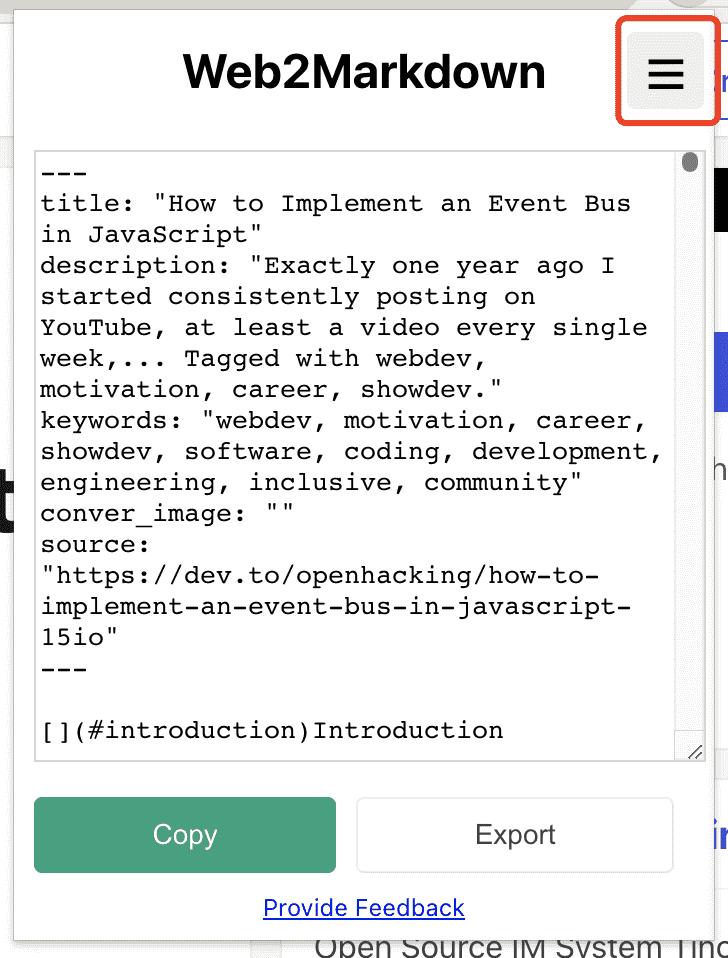 Web2Markdown
---
title: "How to Implement an Event Bus
in JavaScript"
description: "Exactly one year ago I
started consistently posting on
YouTube, at least a video every single
week,... Tagged with webdev,
motivation, career, showdev."
keywords: "webdev, motivation, career,
showdev, software, coding, development,
engineering, inclusive, community"
conver_image: ""
source:
"https://dev.to/openhacking/how-to-
implement-an-event-bus-in-javascript-
15io"
---
[](#introduction)Introduction
Copy
Export
Provide Feedback
Open Source IM System